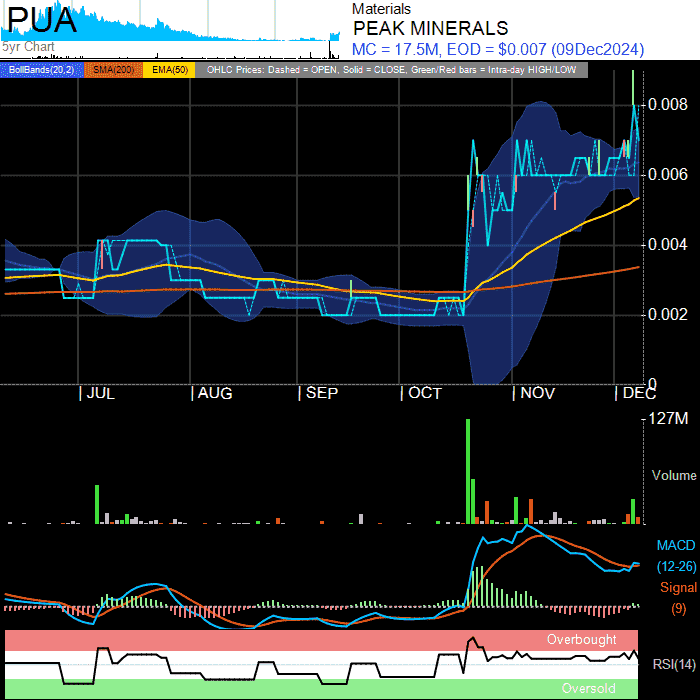 PUA
5yr Chart
Materials
PEAK MINERALS
MC = 17.5M, EOD = $0.007 (09Dec2024)
BollBands(20,2) SMA(200) EMA(50) OHLC Prices: Dashed = OPEN, Solid = CLOSE, Green/Red bars = Intra-day HIGH/LOW
0.008
0.006
0.004
0.002
0
JUL AUG SEP OCT NOV DEC
127M
Volume
MACD
(12-26)
Signal
(9)
Overbought
RSI(14)
Oversold